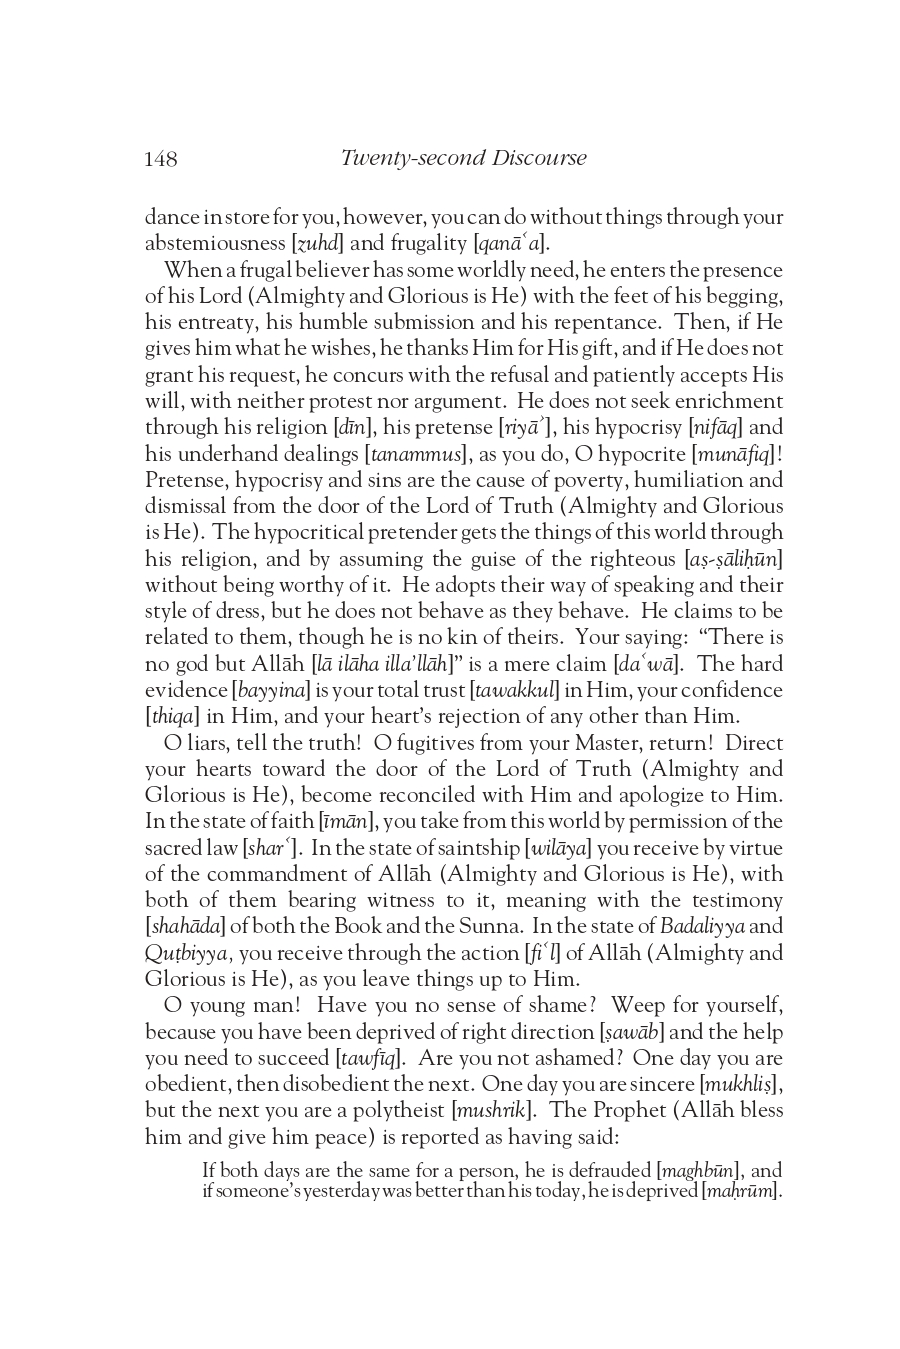 148
Twenty-second Discourse
dance in store for you, however, you can do without things through your
abstemiousness [zuhd] and frugality [qanāʿa].
When a frugal believer has some worldly need, he enters the presence
of his Lord (Almighty and Glorious is He) with the feet of his begging,
his entreaty, his humble submission and his repentance. Then, if He
gives him what he wishes, he thanks Him for His gift, and if He does not
grant his request, he concurs with the refusal and patiently accepts His
will, with neither protest nor argument. He does not seek enrichment
through his religion [dīn], his pretense [riyāʾ], his hypocrisy [nifāq] and
his underhand dealings [tanammus], as you do, O hypocrite [munāfiq]!
Pretense, hypocrisy and sins are the cause of poverty, humiliation and
dismissal from the door of the Lord of Truth (Almighty and Glorious
is He). The hypocritical pretender gets the things of this world through
his religion, and by assuming the guise of the righteous [aṣ-ṣāliḥūn]
without being worthy of it. He adopts their way of speaking and their
style of dress, but he does not behave as they behave. He claims to be
related to them, though he is no kin of theirs. Your saying: “There is
no god but Allāh [lā ilāha illa’llāh]” is a mere claim [daʿwā]. The hard
evidence [bayyina] is your total trust [tawakkul] in Him, your confidence
[thiqa] in Him, and your heart’s rejection of any other than Him.
O liars, tell the truth! O fugitives from your Master, return! Direct
your hearts toward the door of the Lord of Truth (Almighty and
Glorious is He), become reconciled with Him and apologize to Him.
In the state of faith [īmān], you take from this world by permission of the
sacred law [sharʿ]. In the state of saintship [wilāya] you receive by virtue
of the commandment of Allāh (Almighty and Glorious is He), with
both of them bearing witness to it, meaning with the testimony
[shahāda] of both the Book and the Sunna. In the state of Badaliyya and
Quṭbiyya, you receive through the action [fiʿl] of Allāh (Almighty and
Glorious is He), as you leave things up to Him.
O young man! Have you no sense of shame? Weep for yourself,
because you have been deprived of right direction [ṣawāb] and the help
you need to succeed [tawfīq]. Are you not ashamed? One day you are
obedient, then disobedient the next. One day you are sincere [mukhliṣ],
but the next you are a polytheist [mushrik]. The Prophet (Allāh bless
him and give him peace) is reported as having said:
If both days are the same for a person, he is defrauded [maghbūn], and
if someone’s yesterday was better than his today, he is deprived [maḥrūm].